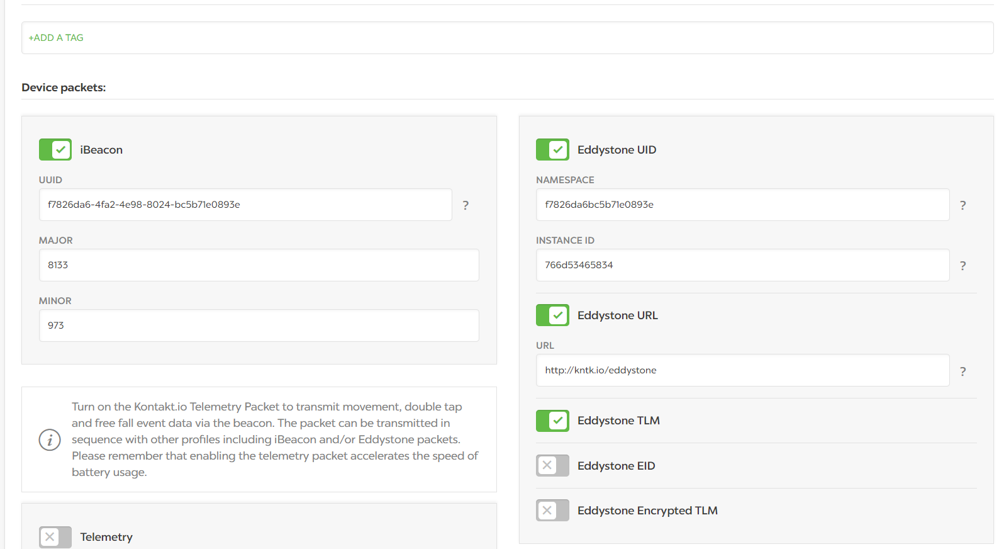 +ADD A TAG
Device packets:
iBeacon
UUID
f7826da6-4fa2-4e98-8024-bc5b71e0893e
?
MAJOR
8133
MINOR
973
Turn on the Kontakt.io Telemetry Packet to transmit movement, double tap
and free fall event data via the beacon. The packet can be transmitted in
sequence with other profiles including iBeacon and/or Eddystone packets.
Please remember that enabling the telemetry packet accelerates the speed of
battery usage.
Telemetry
Eddystone UID
NAMESPACE
f7826da6bc5b71e0893e
?
INSTANCE ID
766d53465834
?
Eddystone URL
URL
http://kntk.io/eddystone
?
Eddystone TLM
Eddystone EID
Eddystone Encrypted TLM